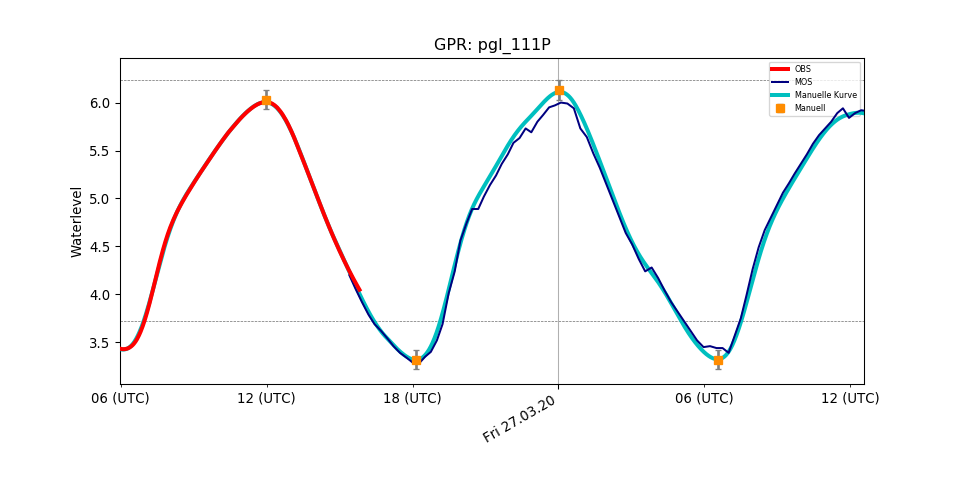 GPR: pgl_111P
OBS
MOS
Manuelle Kurve
Manuell
Waterlevel
6.0
5.5
5.0
4.5
4.0
3.5
06 (UTC)
12 (UTC)
18 (UTC)
Fri 27.03.20
06 (UTC)
12 (UTC)